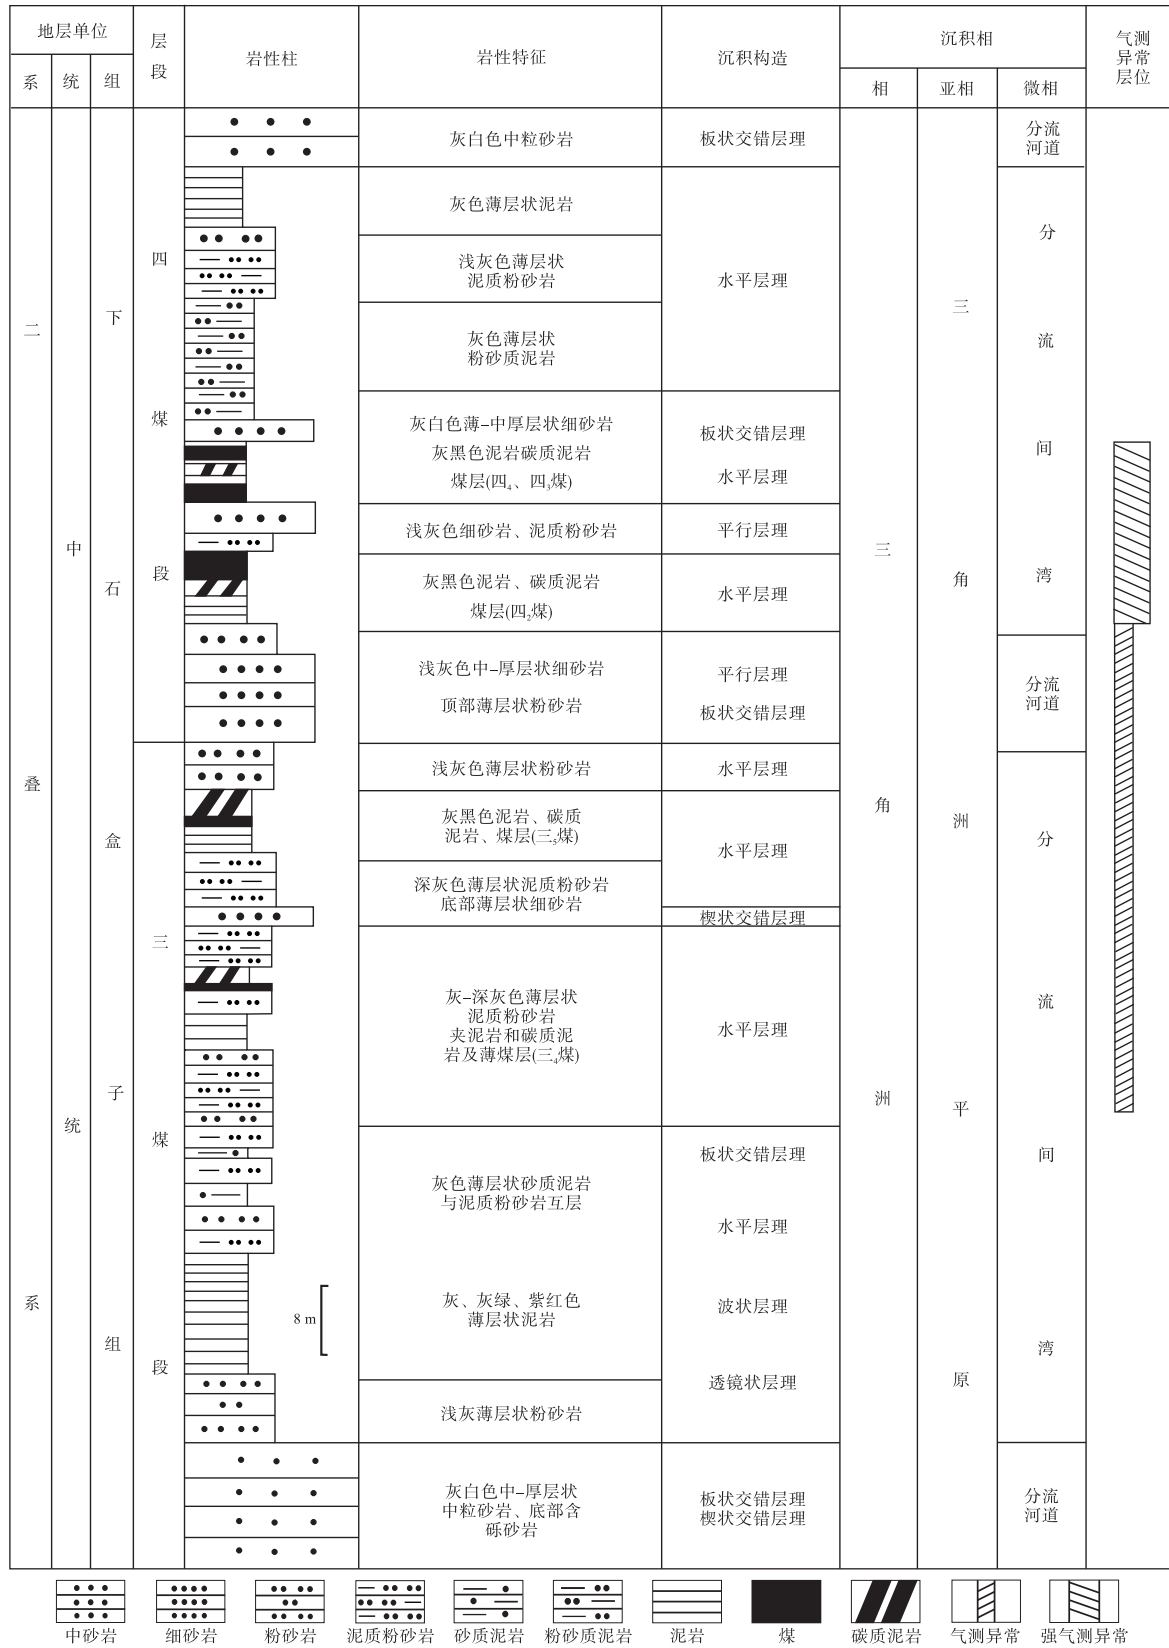 地层单位
系
统
组
层
段
岩性柱
岩性特征
沉积构造
沉积相
相
亚相
微相
气测
异常
层位
二
叠
系
中
统
下
石
盒
子
组
四
煤
段
三
煤
段
8 m
灰白色中粒砂岩
灰色薄层状泥岩
浅灰色薄层状
泥质粉砂岩
灰色薄层状
粉砂质泥岩
灰白色薄–中厚层状细砂岩
灰黑色泥岩碳质泥岩
煤层(四₄、四₃煤)
浅灰色细砂岩、泥质粉砂岩
灰黑色泥岩、碳质泥岩
煤层(四₂煤)
浅灰色中–厚层状细砂岩
顶部薄层状粉砂岩
浅灰色薄层状粉砂岩
灰黑色泥岩、碳质
泥岩、煤层(三₅煤)
深灰色薄层状泥质粉砂岩
底部薄层状细砂岩
灰–深灰色薄层状
泥质粉砂岩
夹泥岩和碳质泥
岩及薄煤层(三₄煤)
灰色薄层状砂质泥岩
与泥质粉砂岩互层
灰、灰绿、紫红色
薄层状泥岩
浅灰薄层状粉砂岩
灰白色中–厚层状
中粒砂岩、底部含
砾砂岩
板状交错层理
水平层理
板状交错层理
水平层理
平行层理
水平层理
平行层理
板状交错层理
水平层理
水平层理
楔状交错层理
水平层理
板状交错层理
水平层理
波状层理
透镜状层理
板状交错层理
楔状交错层理
三
角
洲
三
角
洲
平
原
分流
河道
分
流
间
湾
分流
河道
分
流
间
湾
分流
河道
中砂岩
细砂岩
粉砂岩
泥质粉砂岩
砂质泥岩
粉砂质泥岩
泥岩
煤
碳质泥岩
气测异常
强气测异常